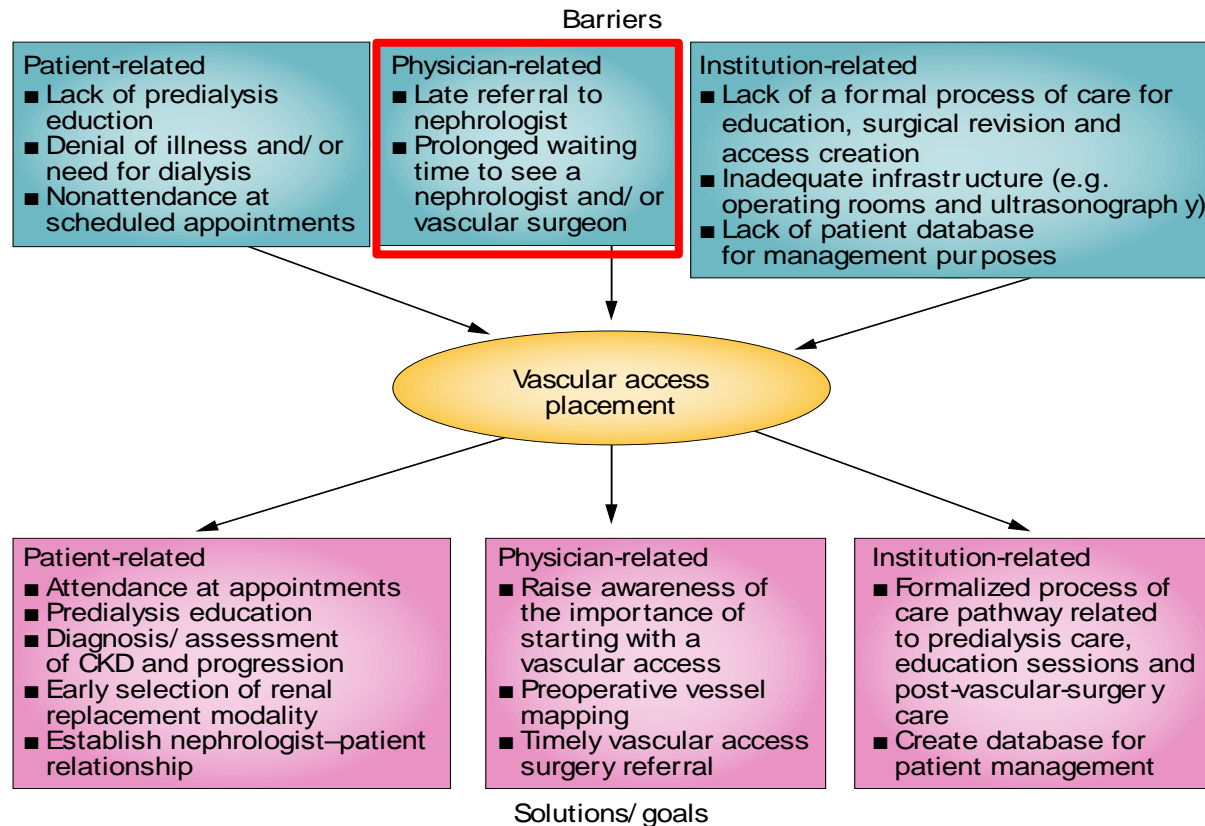 Barriers
Patient-related
■ Lack of predialysis
eduction
■ Denial of illness and/ or
need for dialysis
■ Nonattendance at
scheduled appointments
Physician-related
■ Late referral to
nephrologist
■ Prolonged waiting
time to see a
nephrologist and/ or
vascular surgeon
Institution-related
■ Lack of a formal process of care for
education, surgical revision and
access creation
■ Inadequate infrastructure (e.g.
operating rooms and ultrasonography)
■ Lack of patient database
for management purposes
Vascular access
placement
Patient-related
■ Attendance at appointments
■ Predialysis education
■ Diagnosis/ assessment
of CKD and progression
■ Early selection of renal
replacement modality
■ Establish nephrologist–patient
relationship
Physician-related
■ Raise awareness of
the importance of
starting with a
vascular access
■ Preoperative vessel
mapping
■ Timely vascular access
surgery referral
Institution-related
■ Formalized process of
care pathway related
to predialysis care,
education sessions and
post-vascular-surgery
care
■ Create database for
patient management
Solutions/ goals